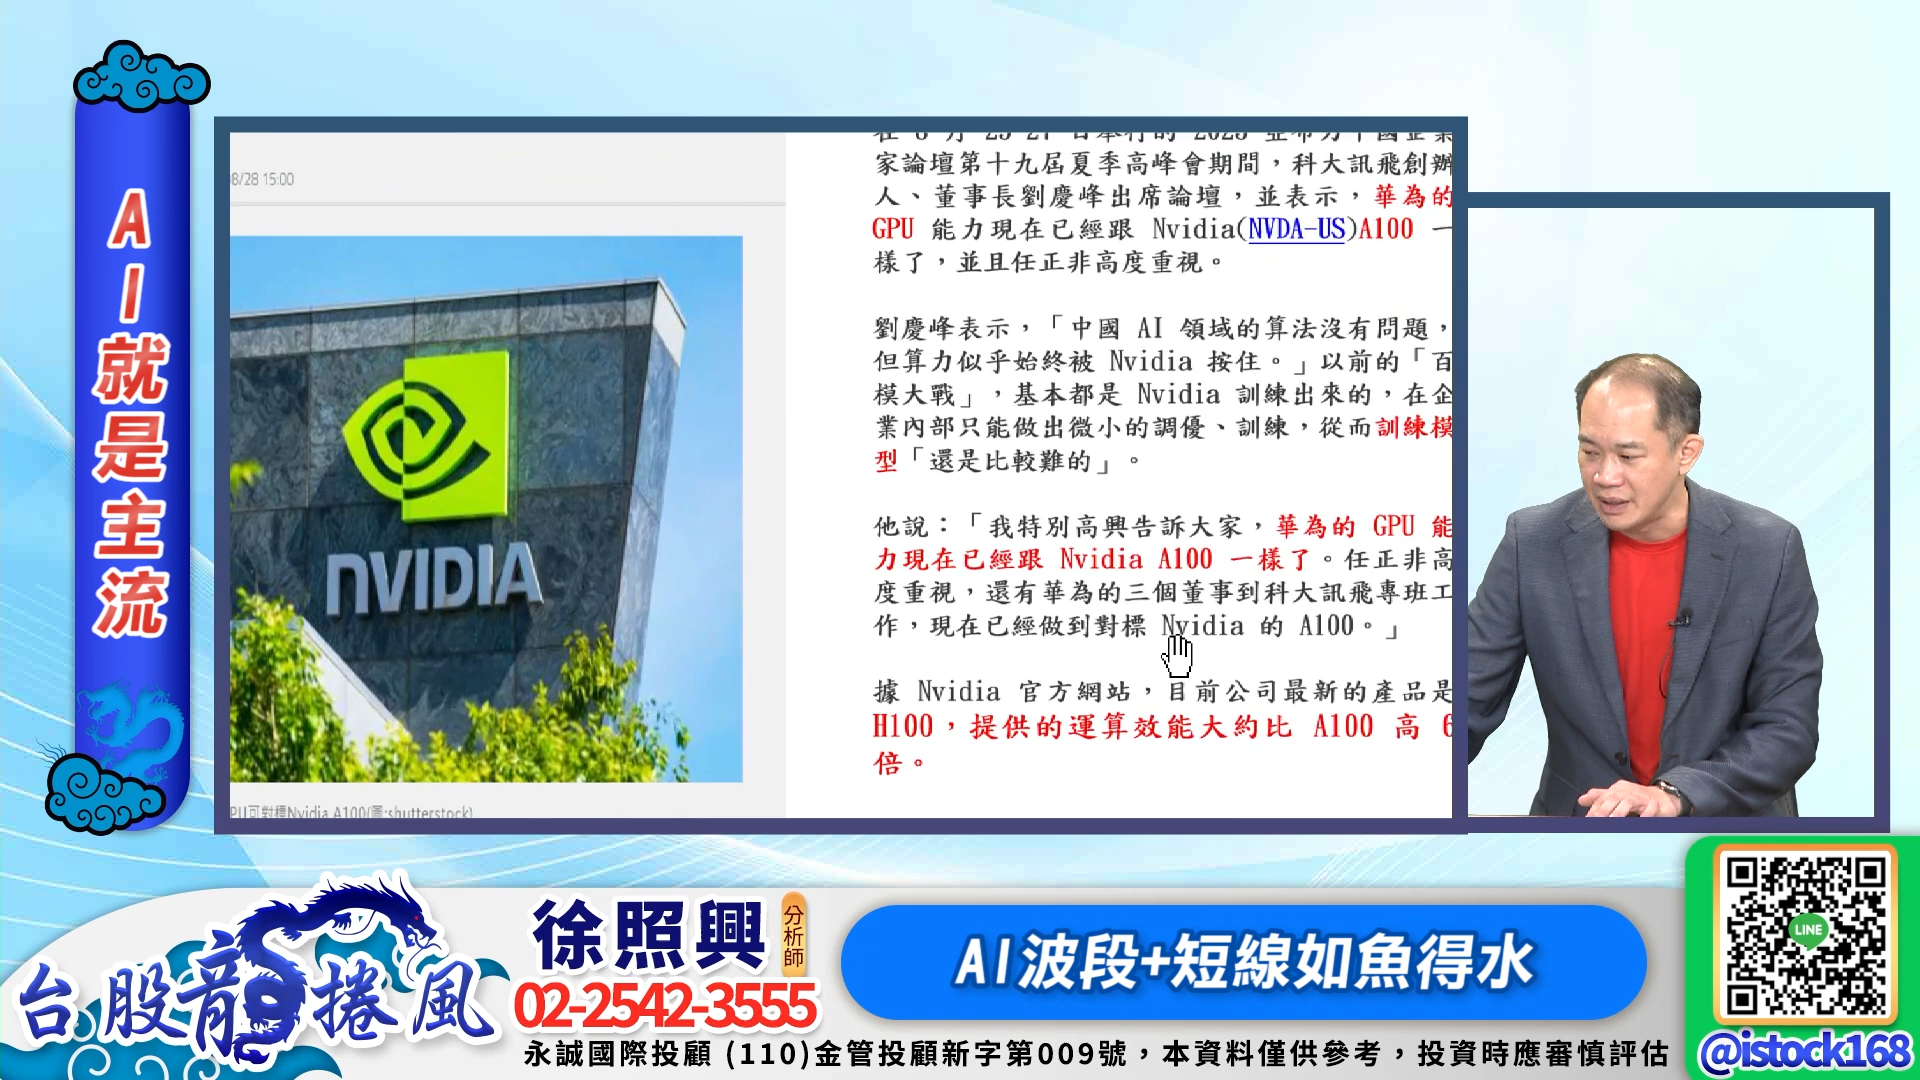 AI就是主流
8/28 15:00
NVIDIA
PU可對標Nvidia A100(圖:shutterstock)
家論壇第十九屆夏季高峰會期間，科大訊飛創辦
人、董事長劉慶峰出席論壇，並表示，華為的
GPU 能力現在已經跟 Nvidia(NVDA-US)A100 一
樣了，並且任正非高度重視。
劉慶峰表示，「中國 AI 領域的算法沒有問題，
但算力似乎始終被 Nvidia 按住。」以前的「百
模大戰」，基本都是 Nvidia 訓練出來的，在企
業內部只能做出微小的調優、訓練，從而訓練模
型「還是比較難的」。
他說：「我特別高興告訴大家，華為的 GPU 能
力現在已經跟 Nvidia A100 一樣了。任正非高
度重視，還有華為的三個董事到科大訊飛專班工
作，現在已經做到對標 Nvidia 的 A100。」
據 Nvidia 官方網站，目前公司最新的產品是
H100，提供的運算效能大約比 A100 高 6
倍。
台股龍捲風
徐照興
分析師
02-2542-3555
AI波段+短線如魚得水
永誠國際投顧 (110)金管投顧新字第009號，本資料僅供參考，投資時應審慎評估
LINE
@istock168